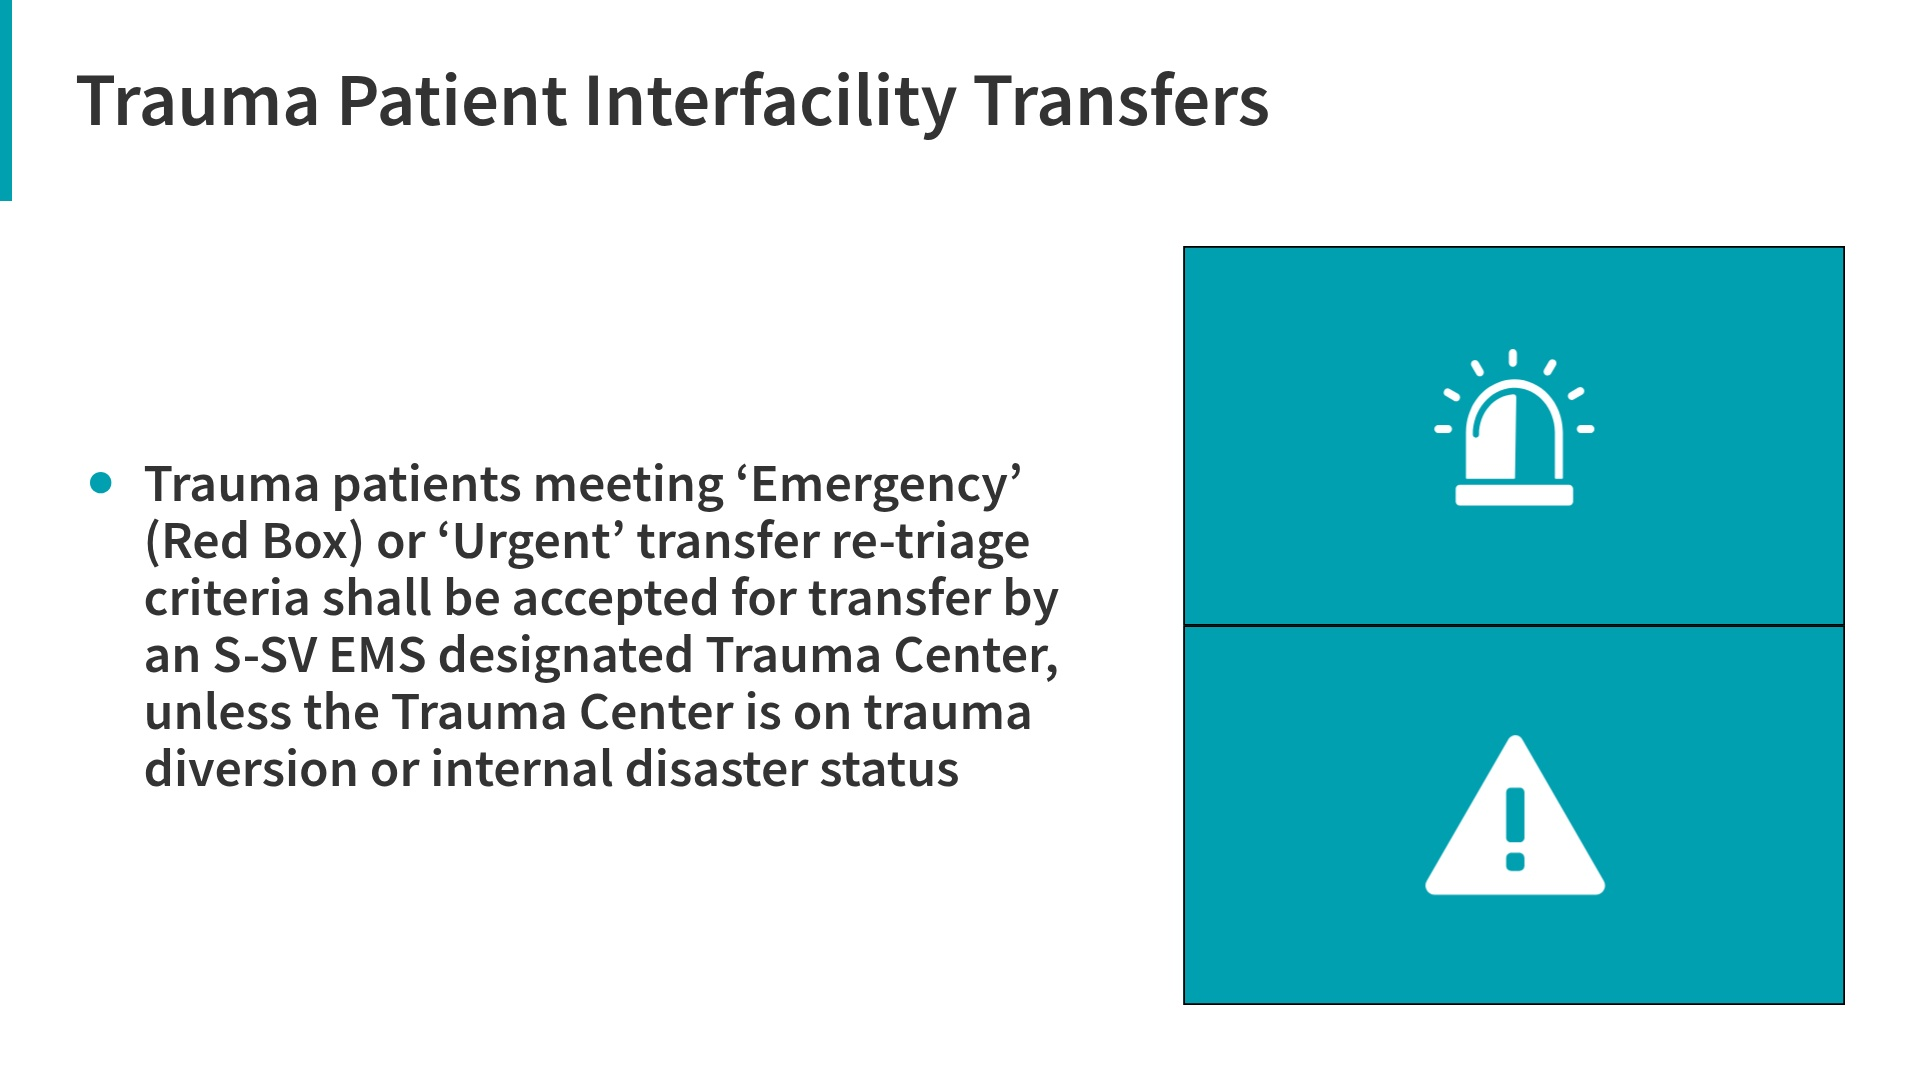 Trauma Patient Interfacility Transfers
Trauma patients meeting ‘Emergency’
(Red Box) or ‘Urgent’ transfer re-triage
criteria shall be accepted for transfer by
an S-SV EMS designated Trauma Center,
unless the Trauma Center is on trauma
diversion or internal disaster status